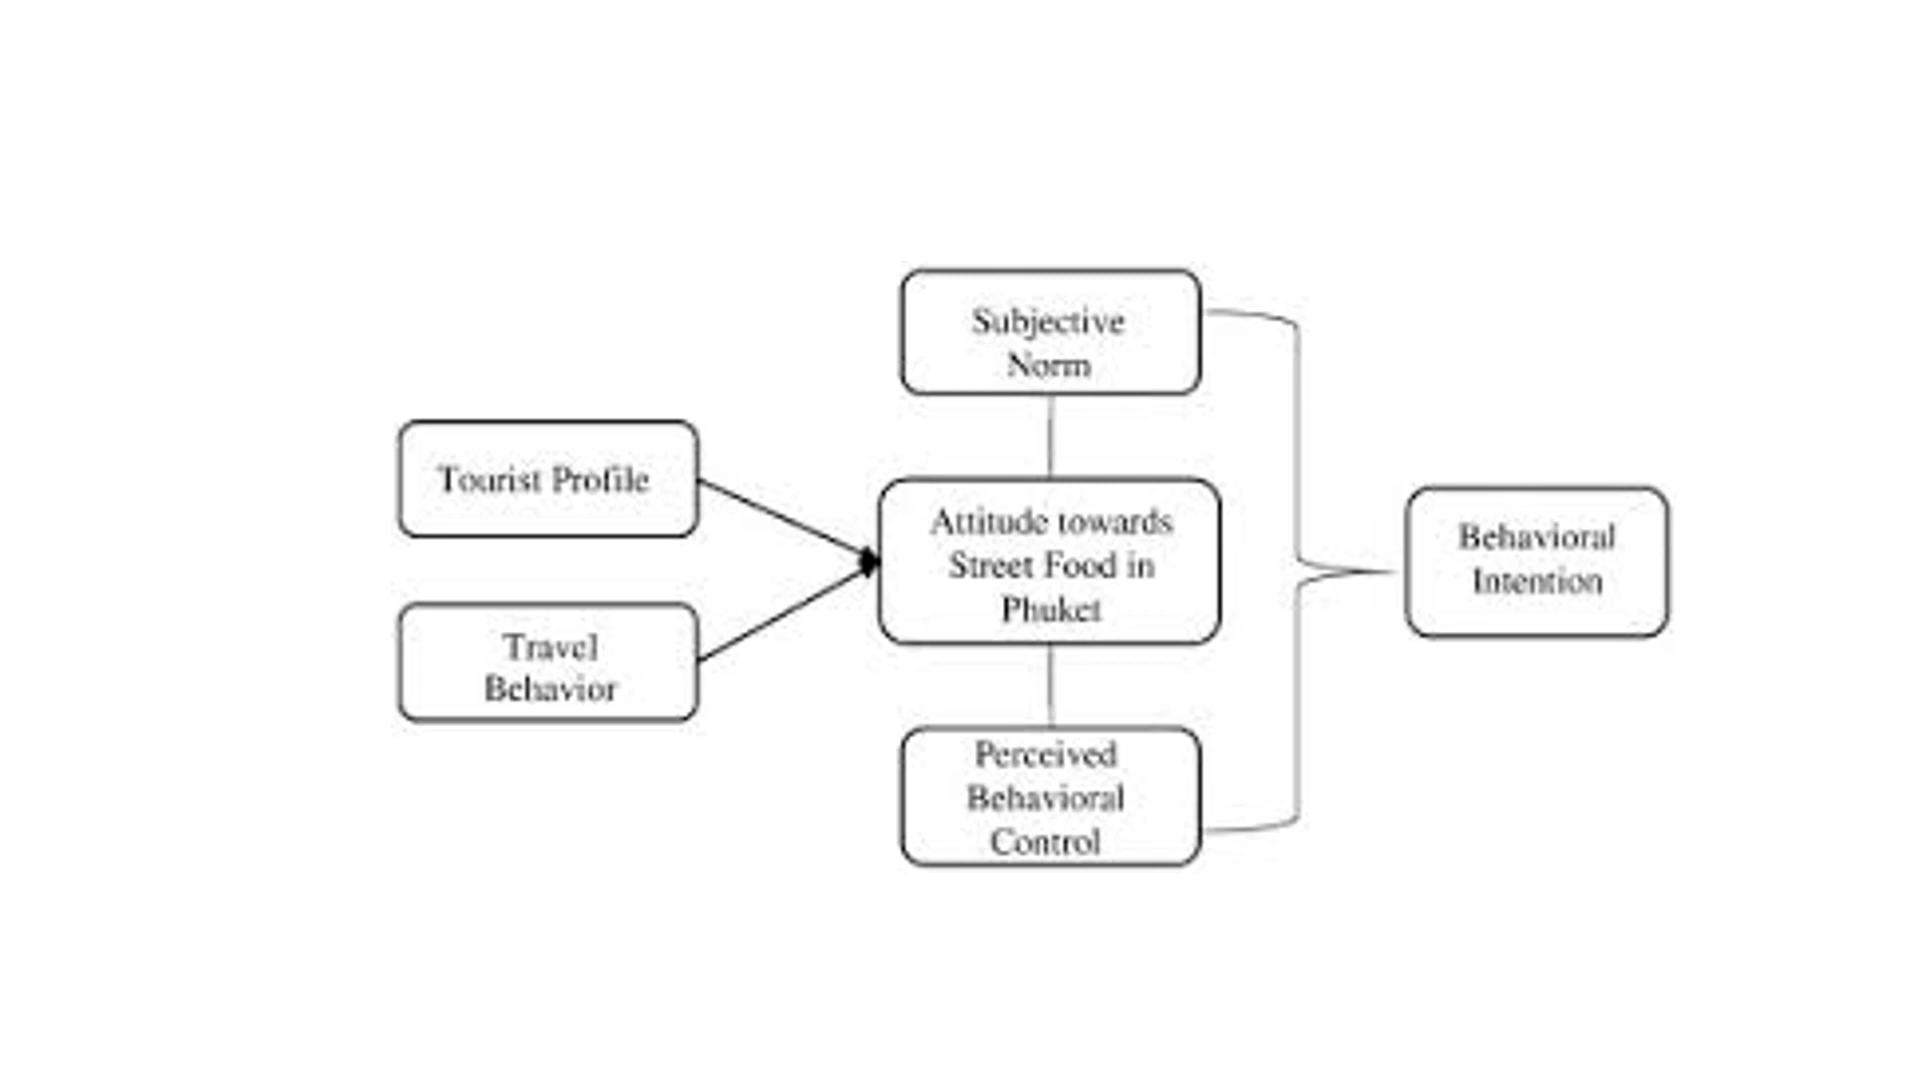 Subjective
Norm
Tourist Profile
Attitude towards
Street Food in
Phuket
Behavioral
Intention
Travel
Behavior
Perceived
Behavioral
Control